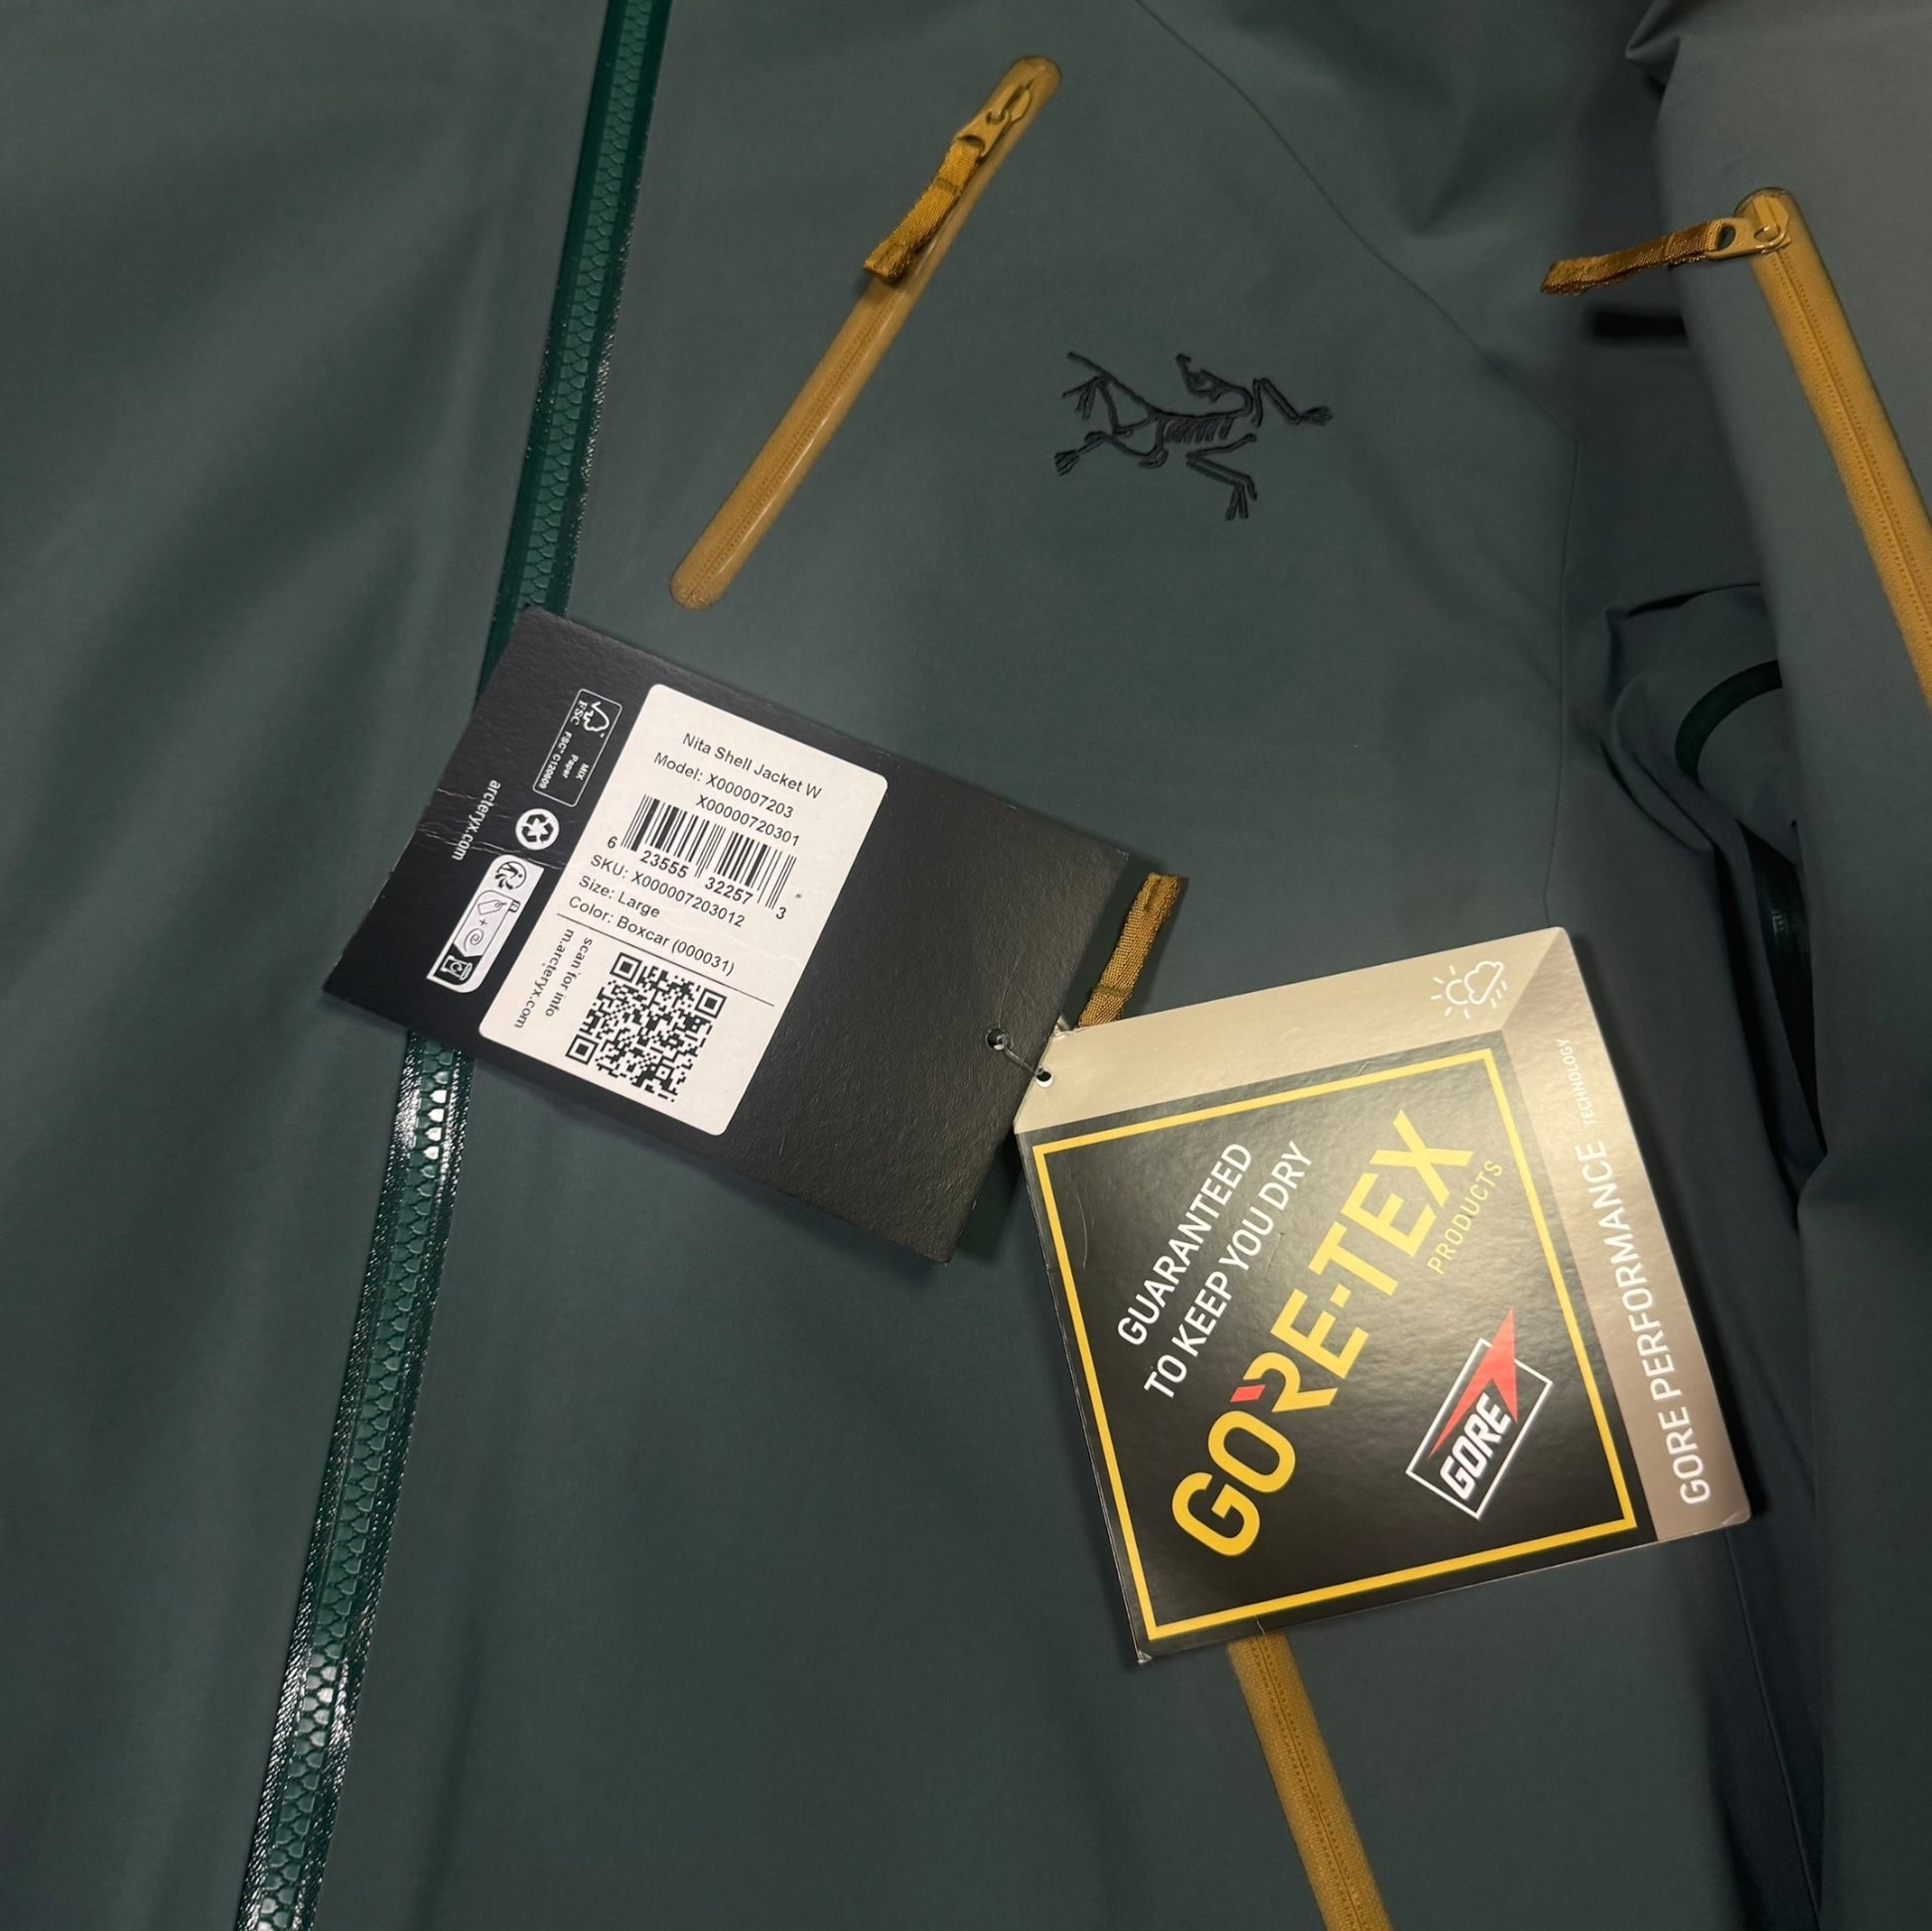 Nita Shell Jacket W
Model: X000007203
X00000720301
6 23555 32257 3
SKU: X000007203012
Size: Large
Color: Boxcar (000031)
scan for info
m.arcteryx.com
FSC
MIX
Paper
FSC® C120609
arcteryx.com
GUARANTEED
TO KEEP YOU DRY
GORE-TEX
PRODUCTS
GORE
GORE PERFORMANCE TECHNOLOGY